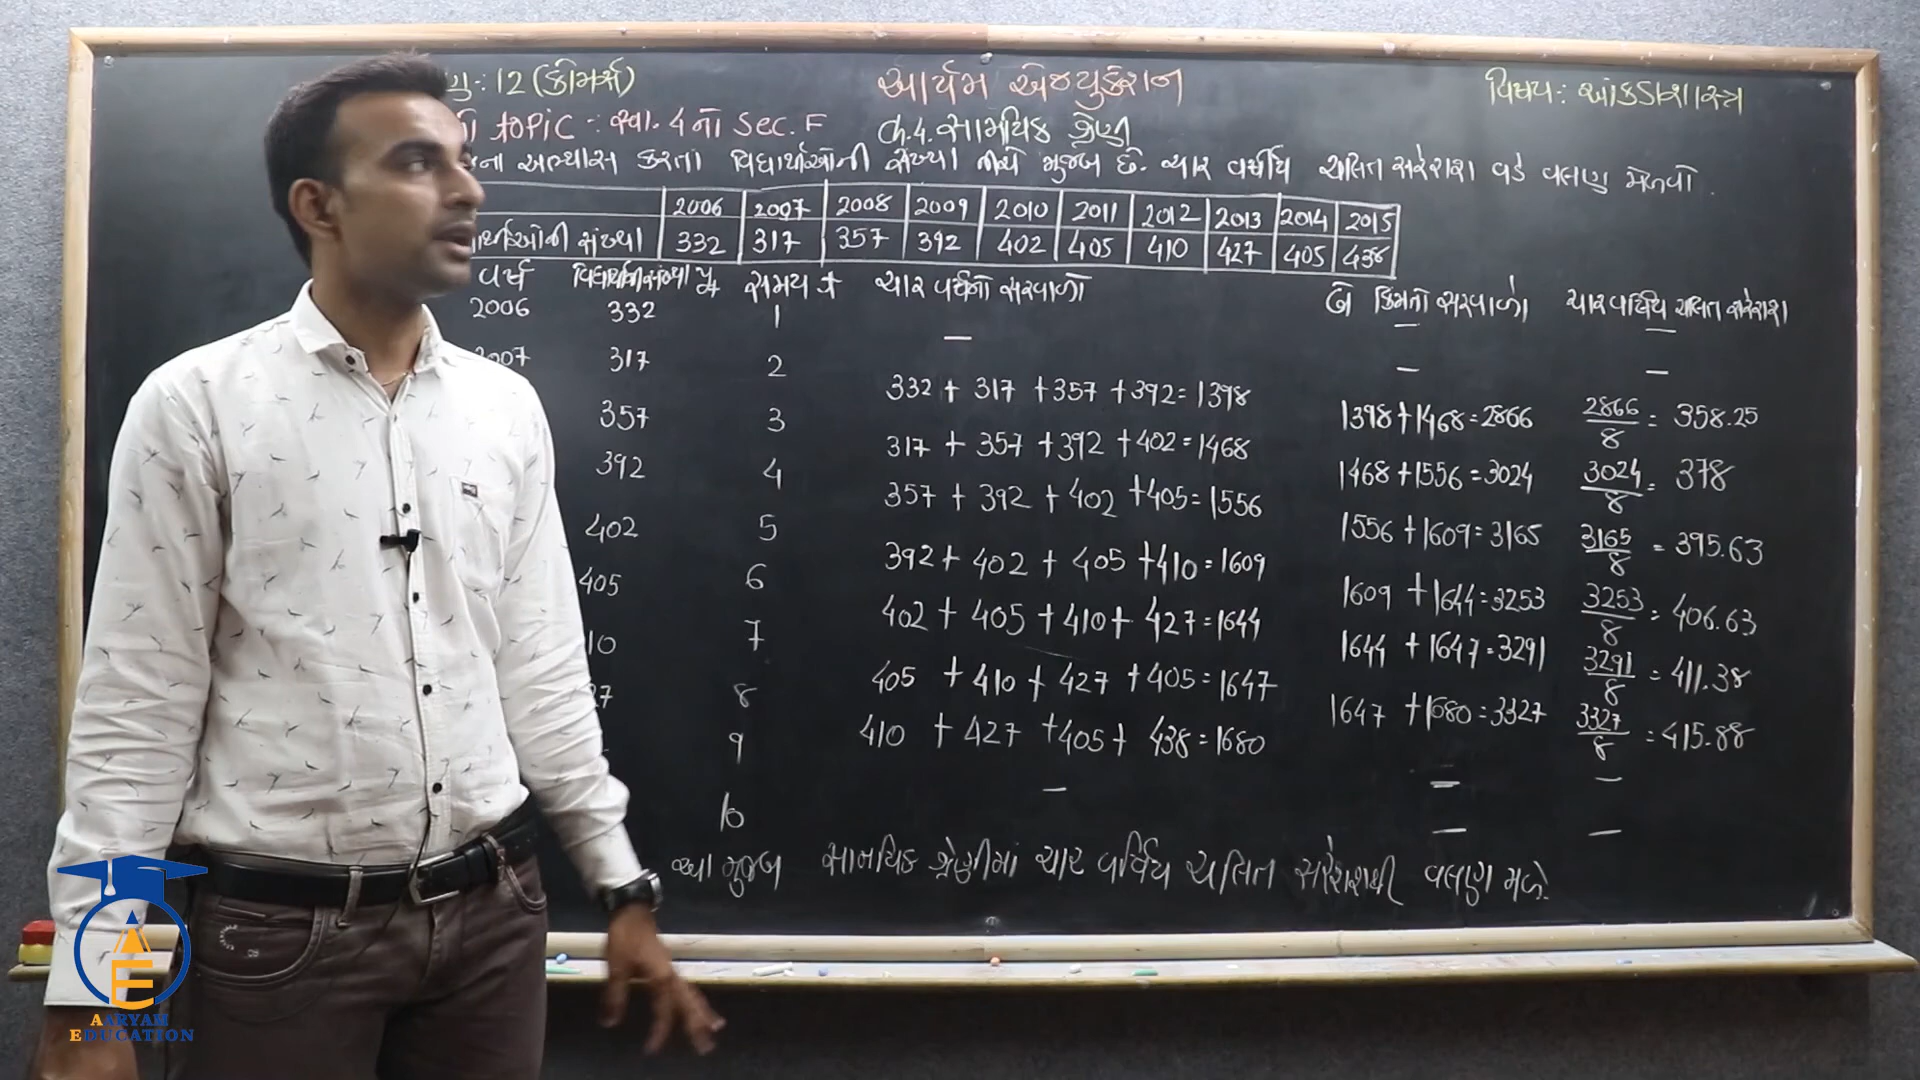 ૧૨ (કોમર્સ) આર્યમ એજ્યુકેશન વિષય: આંકડાશાસ્ત્ર
topic : સ્વા. 4 નો Sec. F Ch.4. સામયિક શ્રેણી
અભ્યાસ કરતા વિદ્યાર્થીઓની સંખ્યા નીચે મુજબ છે. ચાર વર્ષીય ચલિત સરેરાશ વડે વલણ મેળવો.
2006 2007 2008 2009 2010 2011 2012 2013 2014 2015
સંખ્યા 332 317 357 392 402 405 410 427 405 438
વર્ષ વિદ્યાર્થીની સંખ્યા y સમય t ચાર વર્ષનો સરવાળો બે કિંમતો સરવાળો ચાર વર્ષિય ચલિત સરેરાશ
2006 332 1 — — —
2007 317 2 — —
332 + 317 + 357 + 392 = 1398
357 3 1398 + 1468 = 2866 2866/8 = 358.25
317 + 357 + 392 + 402 = 1468
392 4 1468 + 1556 = 3024 3024/8 = 378
357 + 392 + 402 + 405 = 1556
402 5 1556 + 1609 = 3165 3165/8 = 395.63
392 + 402 + 405 + 410 = 1609
405 6 1609 + 1644 = 3253 3253/8 = 406.63
402 + 405 + 410 + 427 = 1644
10 7 1644 + 1647 = 3291 3291/8 = 411.38
405 + 410 + 427 + 405 = 1647
27 8 1647 + 1680 = 3327 3327/8 = 415.88
410 + 427 + 405 + 438 = 1680
9 — —
10 — — —
આ મુજબ સામયિક શ્રેણીમાં ચાર વર્ષિય ચલિત સરેરાશથી વલણ મળે.
AARYAM
EDUCATION